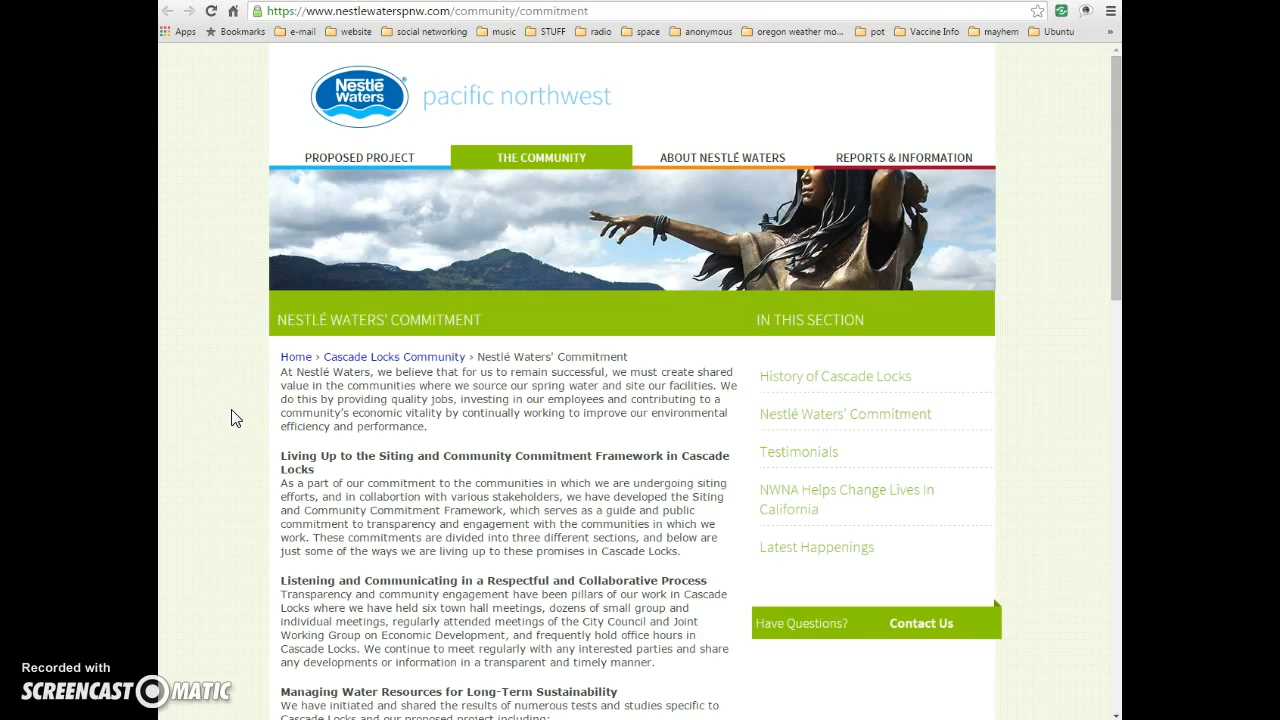 https://www.nestlewaterspnw.com/community/commitment
Apps Bookmarks e-mail website social networking music STUFF radio space anonymous oregon weather mo... pot Vaccine Info mayhem Ubuntu »
Nestlé Waters ®
pacific northwest
PROPOSED PROJECT THE COMMUNITY ABOUT NESTLÉ WATERS REPORTS & INFORMATION
NESTLÉ WATERS' COMMITMENT
Home › Cascade Locks Community › Nestlé Waters' Commitment
At Nestlé Waters, we believe that for us to remain successful, we must create shared
value in the communities where we source our spring water and site our facilities. We
do this by providing quality jobs, investing in our employees and contributing to a
community’s economic vitality by continually working to improve our environmental
efficiency and performance.
Living Up to the Siting and Community Commitment Framework in Cascade
Locks
As a part of our commitment to the communities in which we are undergoing siting
efforts, and in collabortion with various stakeholders, we have developed the Siting
and Community Commitment Framework, which serves as a guide and public
commitment to transparency and engagement with the communities in which we
work. These commitments are divided into three different sections, and below are
just some of the ways we are living up to these promises in Cascade Locks.
Listening and Communicating in a Respectful and Collaborative Process
Transparency and community engagement have been pillars of our work in Cascade
Locks where we have held six town hall meetings, dozens of small group and
individual meetings, regularly attended meetings of the City Council and Joint
Working Group on Economic Development, and frequently hold office hours in
Cascade Locks. We continue to meet regularly with any interested parties and share
any developments or information in a transparent and timely manner.
Managing Water Resources for Long-Term Sustainability
We have initiated and shared the results of numerous tests and studies specific to
Cascade Locks and our proposed project including:
IN THIS SECTION
History of Cascade Locks
Nestlé Waters' Commitment
Testimonials
NWNA Helps Change Lives In
California
Latest Happenings
Have Questions? Contact Us
Recorded with
SCREENCAST-O-MATIC